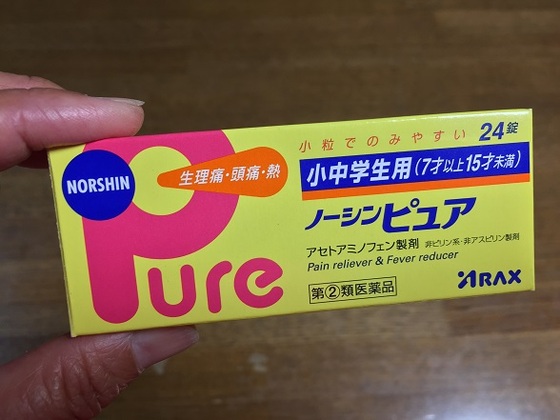 小粒でのみやすい 24錠
NORSHIN
生理痛・頭痛・熱
小中学生用(7才以上15才未満)
ノーシンピュア
アセトアミノフェン製剤 非ピリン系・非アスピリン製剤
Pain reliever & Fever reducer
Pure
指②類医薬品
ARAX